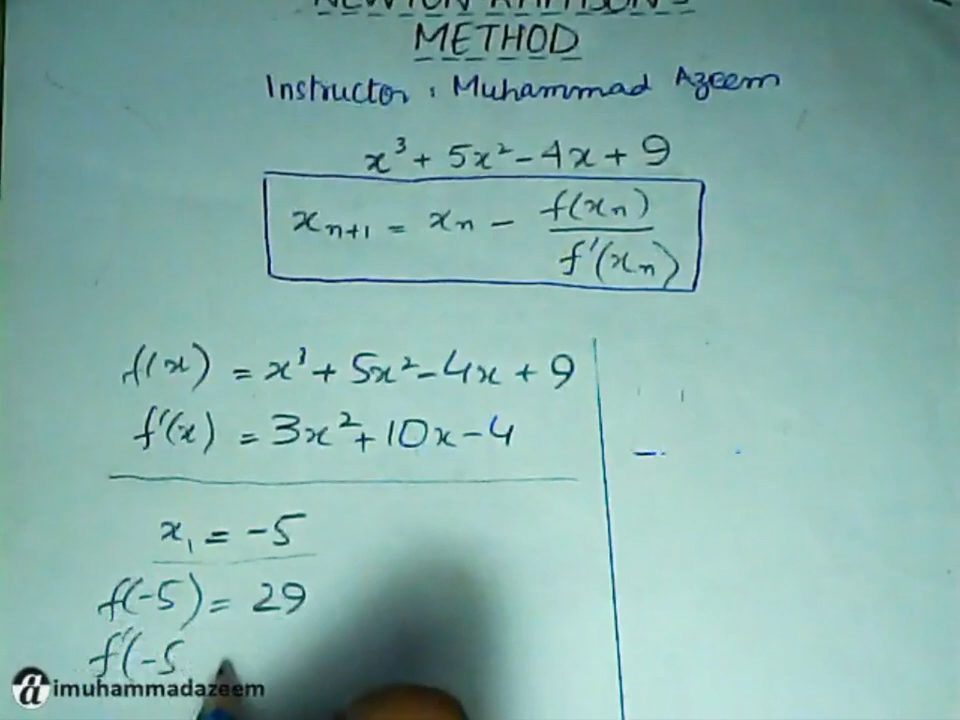 METHOD
Instructor : Muhammad Azeem
x³ + 5x² - 4x + 9
xn+1 = xn - f(xn) / f'(xn)
f(x) = x³ + 5x² - 4x + 9
f'(x) = 3x² + 10x - 4
x₁ = -5
f(-5) = 29
f'(-5
imuhammadazeem